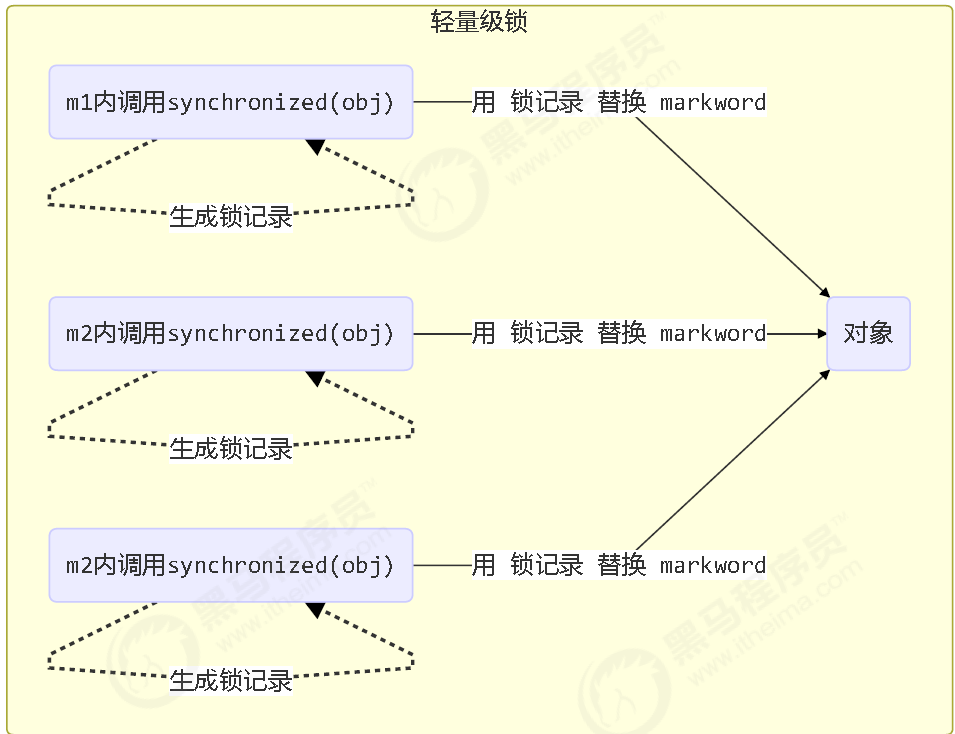 轻量级锁
m1内调用synchronized(obj)
用 锁记录 替换 markword
生成锁记录
m2内调用synchronized(obj)
用 锁记录 替换 markword
对象
生成锁记录
m2内调用synchronized(obj)
用 锁记录 替换 markword
生成锁记录
黑马程序员™
www.itheima.com
黑马程序员™
www.itheima.com
黑马程序员™
www.itheima.com